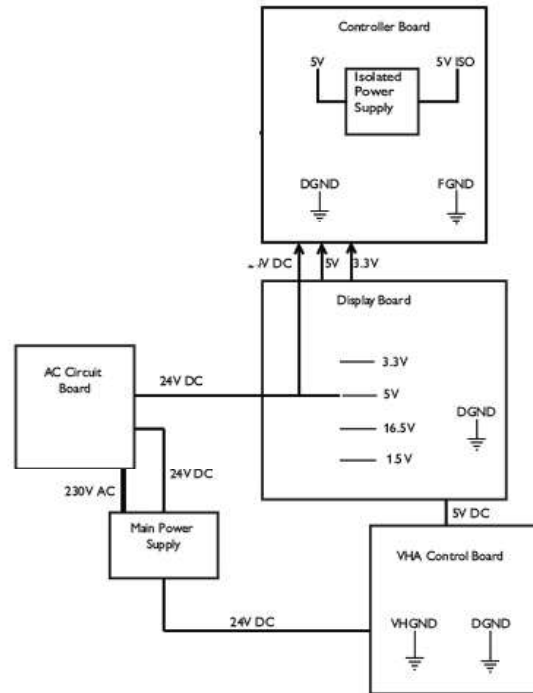 Controller Board
5V
5V ISO
Isolated
Power
Supply
DGND
FGND
V DC
5V
3.3V
Display Board
3.3V
5V
16.5V
1.5V
DGND
AC Circuit
Board
24V DC
24V DC
230V AC
Main Power
Supply
5V DC
VHA Control Board
24V DC
VHGND
DGND